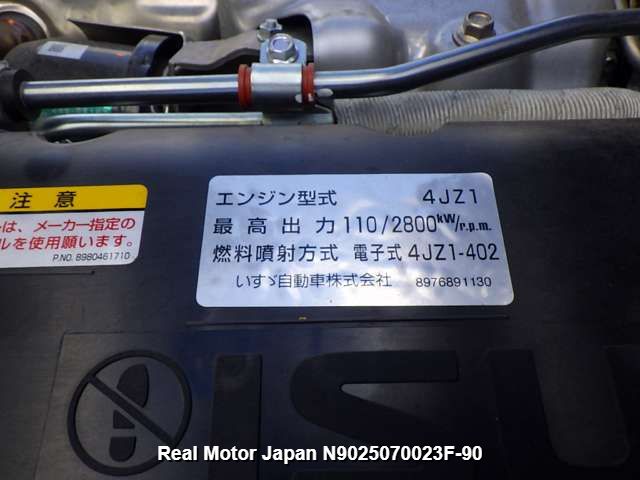 注意
は、メーカー指定の
ルを使用願います。
P.NO. 8980461710
エンジン型式 4JZ1
最高出力 110/2800kW/r.p.m.
燃料噴射方式 電子式 4JZ1-402
いすゞ自動車株式会社 8976891130
ISU
Real Motor Japan N9025070023F-90